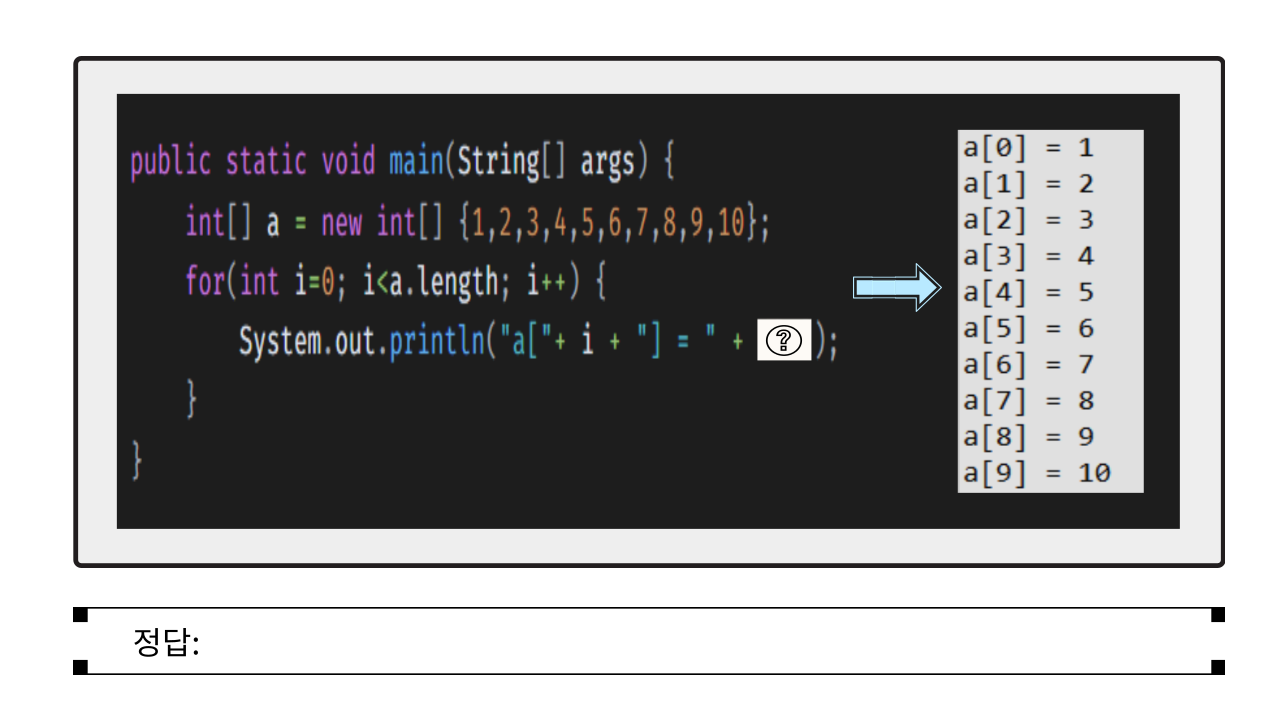 public static void main(String[] args) {
int[] a = new int[] {1,2,3,4,5,6,7,8,9,10};
for(int i=0; i<a.length; i++) {
System.out.println("a["+ i + "] = " + ? );
}
}
a[0] = 1
a[1] = 2
a[2] = 3
a[3] = 4
a[4] = 5
a[5] = 6
a[6] = 7
a[7] = 8
a[8] = 9
a[9] = 10
정답: